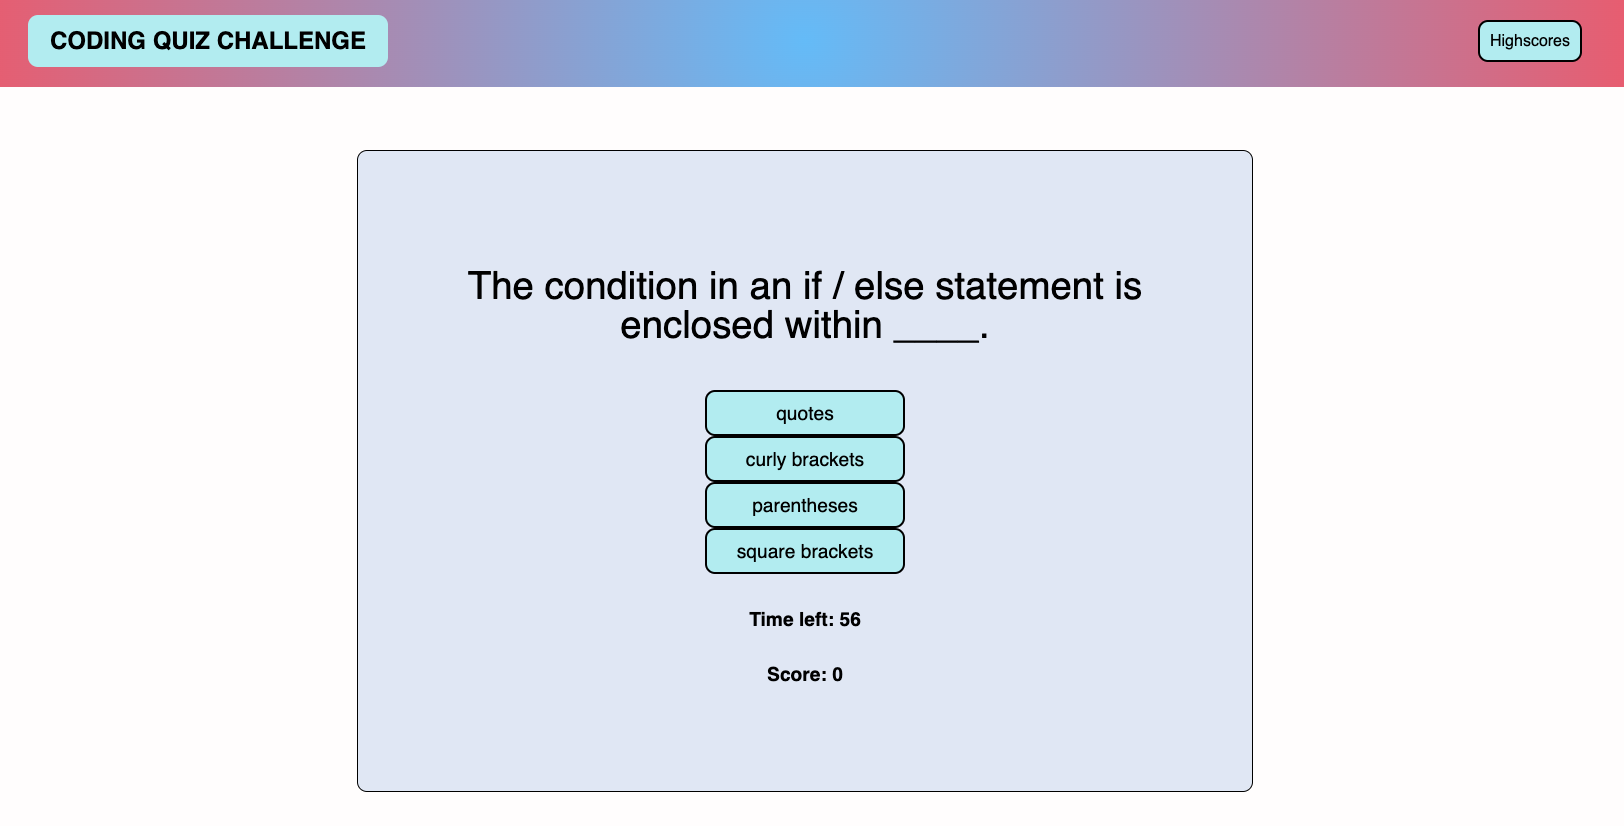 CODING QUIZ CHALLENGE
Highscores
The condition in an if / else statement is
enclosed within ____.
quotes
curly brackets
parentheses
square brackets
Time left: 56
Score: 0